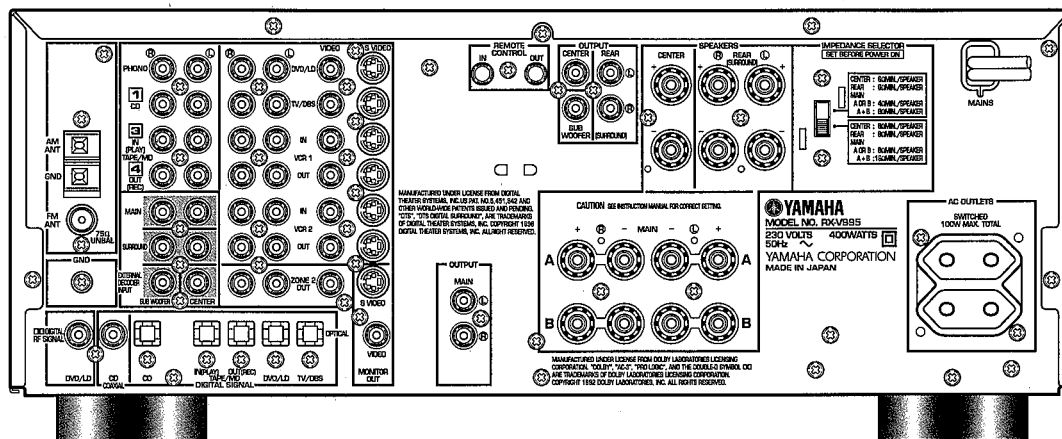 AM
ANT
GND
FM
ANT
75Ω
UNBAL.
GND
PHONO
R
L
1
CD
3
IN
(PLAY)
TAPE/MD
4
OUT
(REC)
MAIN
SURROUND
EXTERNAL
DECODER
INPUT
SUB WOOFER
CENTER
R
L
VIDEO
S VIDEO
DVD/LD
TV/DBS
IN
VCR 1
OUT
IN
VCR 2
OUT
ZONE 2
OUT
S VIDEO
VIDEO
MONITOR
OUT
DIGITAL
RF SIGNAL
DVD/LD
CD
COAXIAL
CD
IN(PLAY)
OUT(REC)
TAPE/MD
DVD/LD
TV/DBS
OPTICAL
DIGITAL SIGNAL
REMOTE
CONTROL
IN
OUT
OUTPUT
CENTER
REAR
L
R
SUB
WOOFER
(SURROUND)
SPEAKERS
CENTER
R
REAR
(SURROUND)
L
+
+
−
−
IMPEDANCE SELECTOR
SET BEFORE POWER ON
CENTER : 6ΩMIN./SPEAKER
REAR : 6ΩMIN./SPEAKER
MAIN
A OR B : 4ΩMIN./SPEAKER
A + B : 8ΩMIN./SPEAKER
CENTER : 8ΩMIN./SPEAKER
REAR : 8ΩMIN./SPEAKER
MAIN
A OR B : 8ΩMIN./SPEAKER
A + B : 16ΩMIN./SPEAKER
MAINS
MANUFACTURED UNDER LICENSE FROM DIGITAL
THEATER SYSTEMS, INC. US PAT. NO.5,451,942 AND
OTHER WORLD-WIDE PATENTS ISSUED AND PENDING.
"DTS", "DTS DIGITAL SURROUND", ARE TRADEMARKS
OF DIGITAL THEATER SYSTEMS, INC. COPYRIGHT 1996
DIGITAL THEATER SYSTEMS, INC. ALL RIGHT RESERVED.
OUTPUT
MAIN
L
R
CAUTION SEE INSTRUCTION MANUAL FOR CORRECT SETTING.
+ R − MAIN − L +
A
A
B
B
YAMAHA
MODEL NO. RX-V995
230 VOLTS 400WATTS
50Hz ~
YAMAHA CORPORATION
MADE IN JAPAN
AC OUTLETS
SWITCHED
100W MAX. TOTAL
MANUFACTURED UNDER LICENSE FROM DOLBY LABORATORIES LICENSING
CORPORATION. "DOLBY", "AC-3", "PRO LOGIC", AND THE DOUBLE-D SYMBOL
ARE TRADEMARKS OF DOLBY LABORATORIES LICENSING CORPORATION.
COPYRIGHT 1992 DOLBY LABORATORIES, INC. ALL RIGHTS RESERVED.